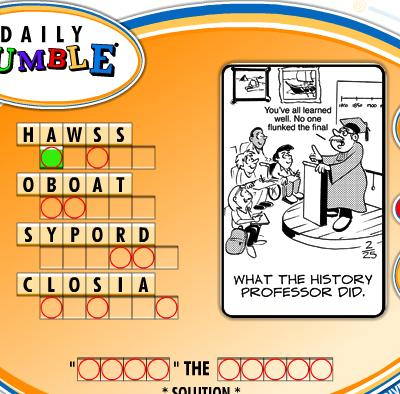 DAILY
JUMBLE
HAWSS
OBOAT
SYPORD
CLOSIA
You've all learned
well. No one
flunked the final
2
25
WHAT THE HISTORY
PROFESSOR DID.
" " THE
* SOLUTION *